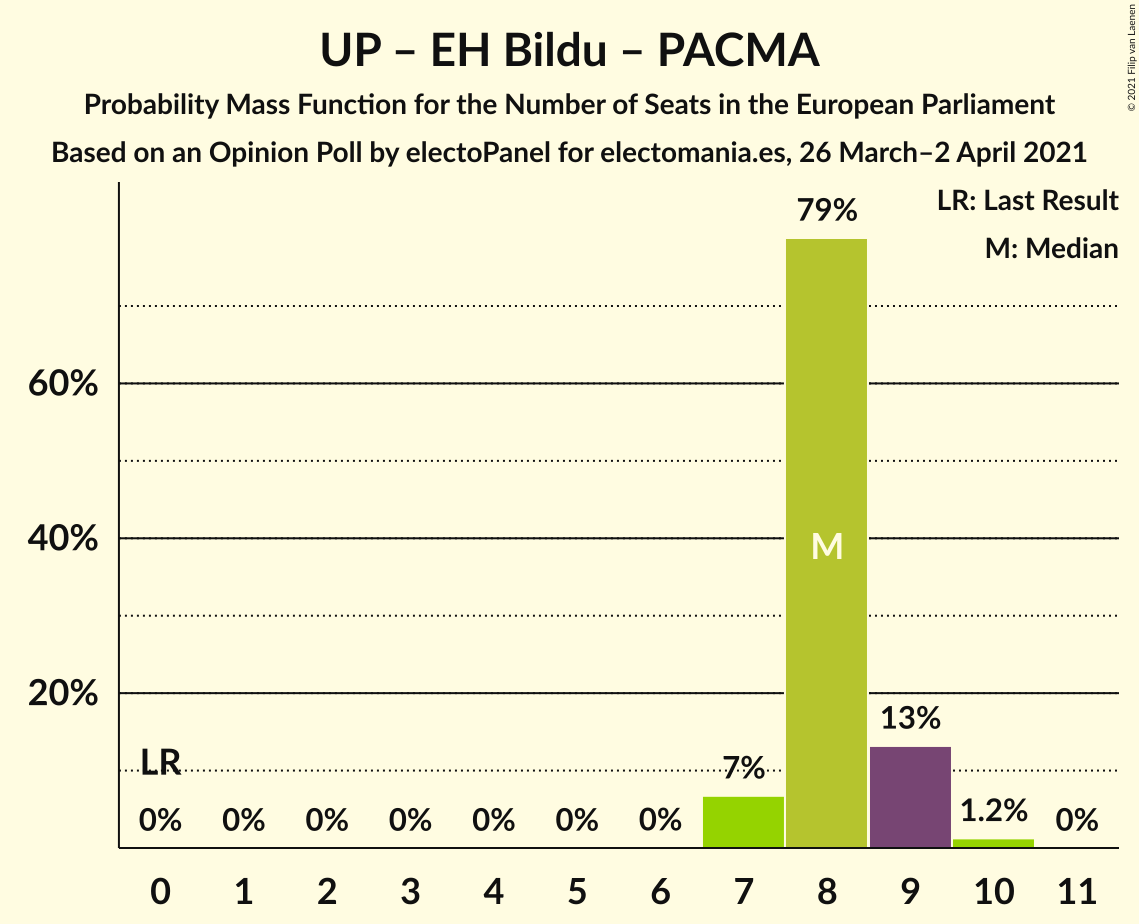 UP – EH Bildu – PACMA
Probability Mass Function for the Number of Seats in the European Parliament
Based on an Opinion Poll by electoPanel for electomania.es, 26 March–2 April 2021
© 2021 Filip van Laenen
LR: Last Result
M: Median
79%
60%
40%
20%
M
LR
0%
0%
0%
0%
0%
0%
0%
7%
13%
1.2%
0%
0 1 2 3 4 5 6 7 8 9 10 11